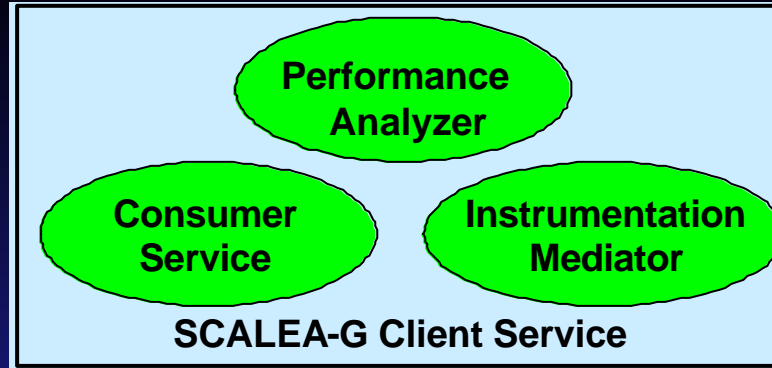 Performance
Analyzer
Consumer
Service
Instrumentation
Mediator
SCALEA-G Client Service